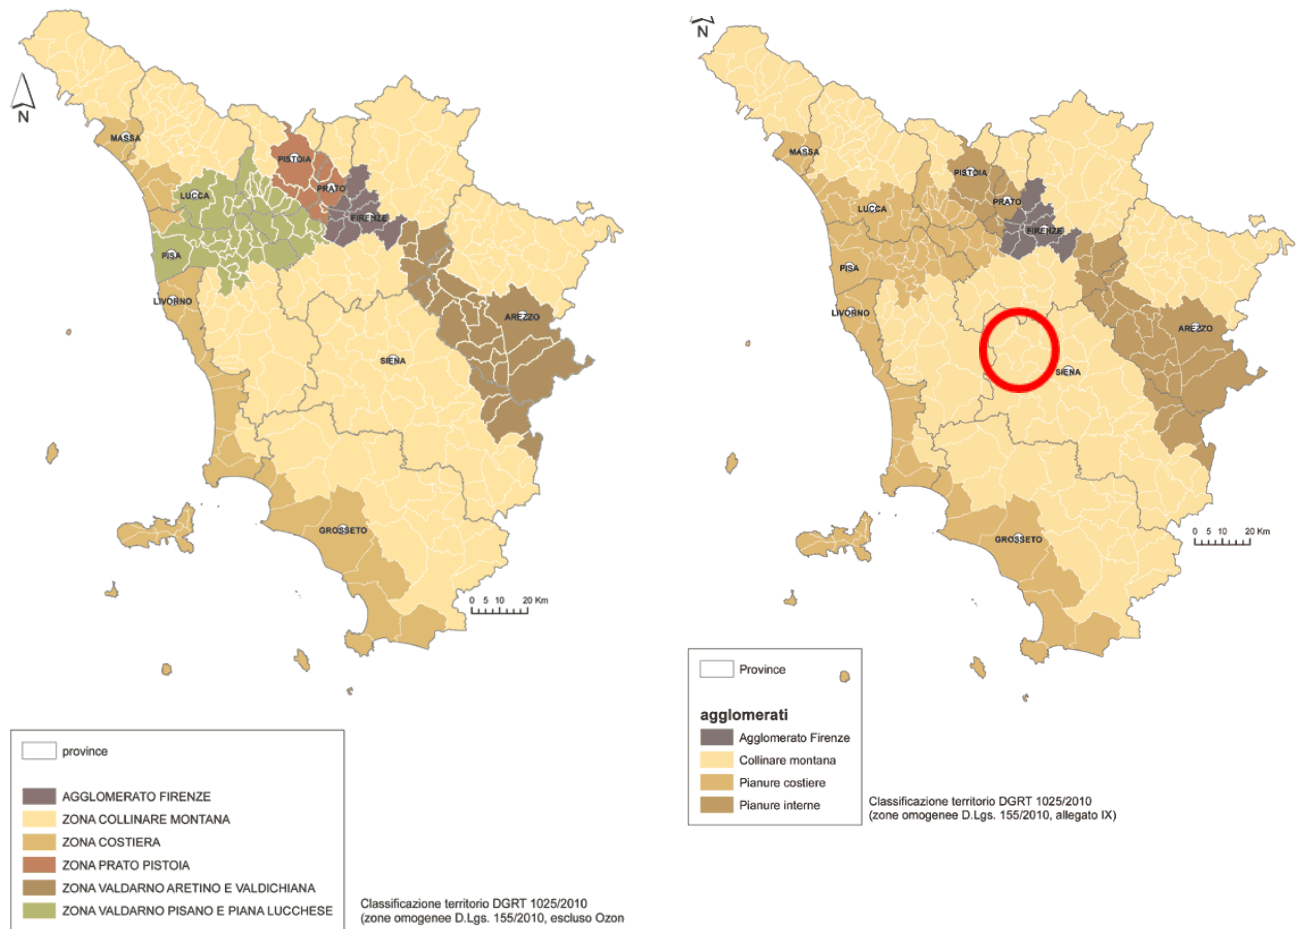 N
MASSA
PISTOIA
PRATO
LUCCA
FIRENZE
PISA
LIVORNO
AREZZO
SIENA
GROSSETO
0 5 10 20 Km
province
AGGLOMERATO FIRENZE
ZONA COLLINARE MONTANA
ZONA COSTIERA
ZONA PRATO PISTOIA
ZONA VALDARNO ARETINO E VALDICHIANA
ZONA VALDARNO PISANO E PIANA LUCCHESE
Classificazione territorio DGRT 1025/2010
(zone omogenee D.Lgs. 155/2010, escluso Ozon
N
MASSA
PISTOIA
PRATO
LUCCA
FIRENZE
PISA
LIVORNO
AREZZO
SIENA
GROSSETO
0 5 10 20 Km
Province
agglomerati
Agglomerato Firenze
Collinare montana
Pianure costiere
Pianure interne
Classificazione territorio DGRT 1025/2010
(zone omogenee D.Lgs. 155/2010, allegato IX)